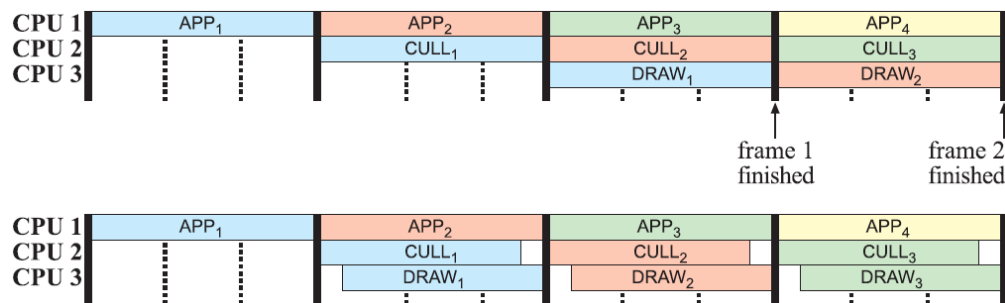 CPU 1 APP₁ APP₂ APP₃ APP₄
CPU 2 CULL₁ CULL₂ CULL₃
CPU 3 DRAW₁ DRAW₂
frame 1 frame 2
finished finished
CPU 1 APP₁ APP₂ APP₃ APP₄
CPU 2 CULL₁ CULL₂ CULL₃
CPU 3 DRAW₁ DRAW₂ DRAW₃